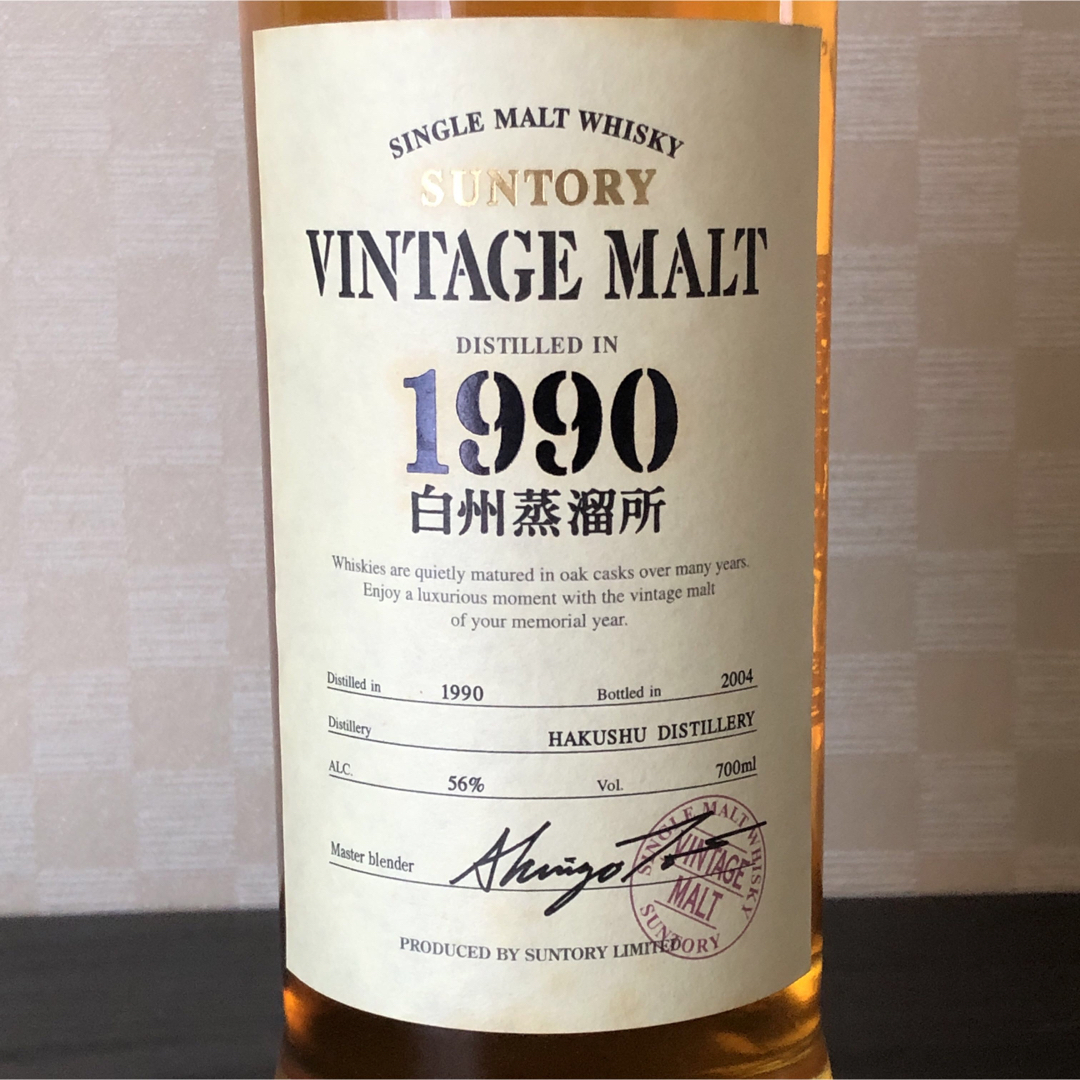 SINGLE MALT WHISKY
SUNTORY
VINTAGE MALT
DISTILLED IN
1990
白州蒸溜所
Whiskies are quietly matured in oak casks over many years.
Enjoy a luxurious moment with the vintage malt
of your memorial year.
Distilled in 1990 Bottled in 2004
Distillery HAKUSHU DISTILLERY
ALC. 56% Vol. 700ml
Master blender
SINGLE MALT WHISKY
VINTAGE
MALT
SUNTORY
PRODUCED BY SUNTORY LIMITED